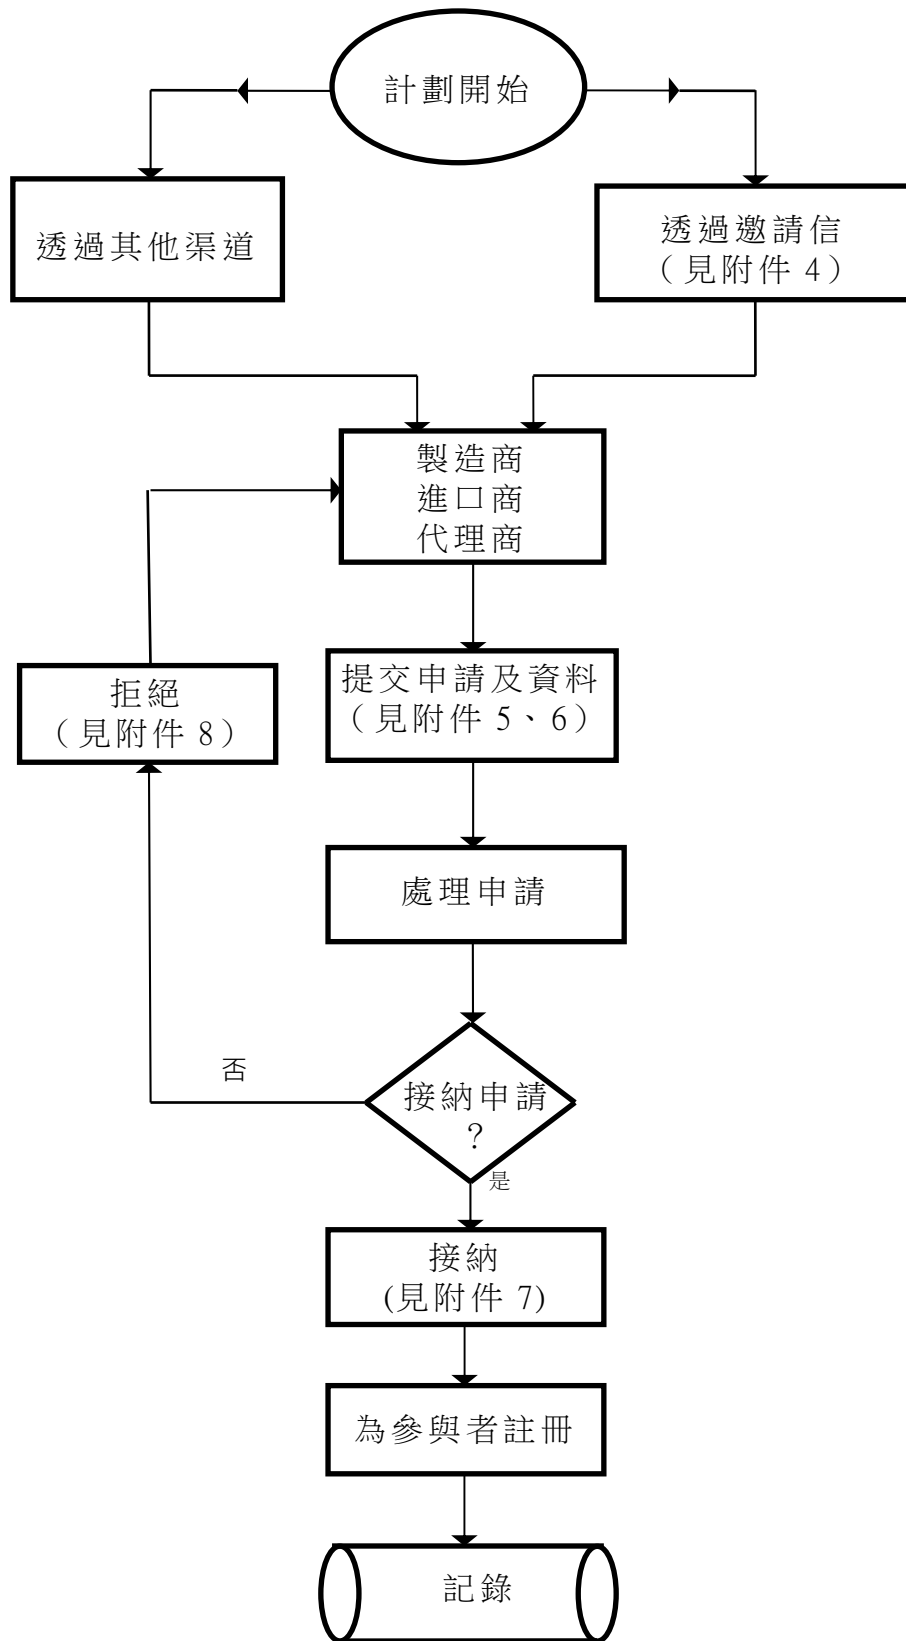 計劃開始
透過其他渠道
透過邀請信
（見附件 4）
製造商
進口商
代理商
拒絕
（見附件 8）
提交申請及資料
（見附件 5、6）
處理申請
否
接納申請
？
是
接納
(見附件 7)
為參與者註冊
記錄